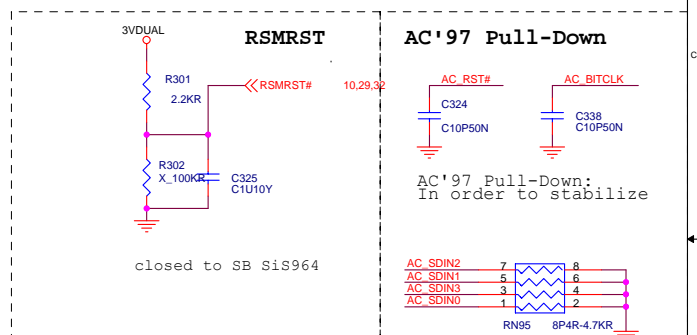 3VDUAL
RSMRST
R301
2.2KR
RSMRST#
10,29,32
R302
X_100KR
C325
C1U10Y
closed to SB SiS964
AC'97 Pull-Down
AC_RST#
AC_BITCLK
C324
C10P50N
C338
C10P50N
AC'97 Pull-Down:
In order to stabilize
AC_SDIN2 7 8
AC_SDIN1 5 6
AC_SDIN3 3 4
AC_SDIN0 1 2
RN95 8P4R-4.7KR
C